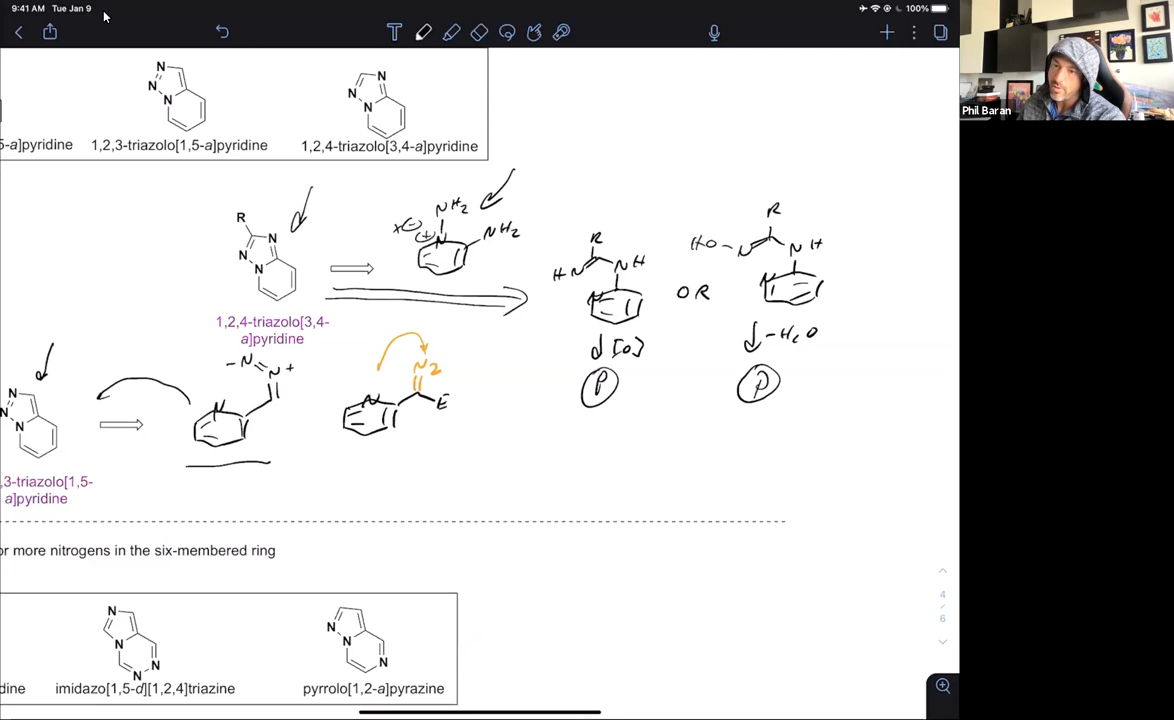 9:41 AM Tue Jan 9
100%
T
Phil Baran
N
N
N
N
N
N
5-a]pyridine
1,2,3-triazolo[1,5-a]pyridine
1,2,4-triazolo[3,4-a]pyridine
R
N
N
N
x⊖
⊕
NH2
N
NH2
R
HN
NH
N
OR
R
HO-N
NH
N
1,2,4-triazolo[3,4-
a]pyridine
[O]
P
-H2O
P
N
N
N
-N=N+
N
N2
N
E
,3-triazolo[1,5-
a]pyridine
or more nitrogens in the six-membered ring
4
/
6
N
N
N
N
N
N
N
dine
imidazo[1,5-d][1,2,4]triazine
pyrrolo[1,2-a]pyrazine